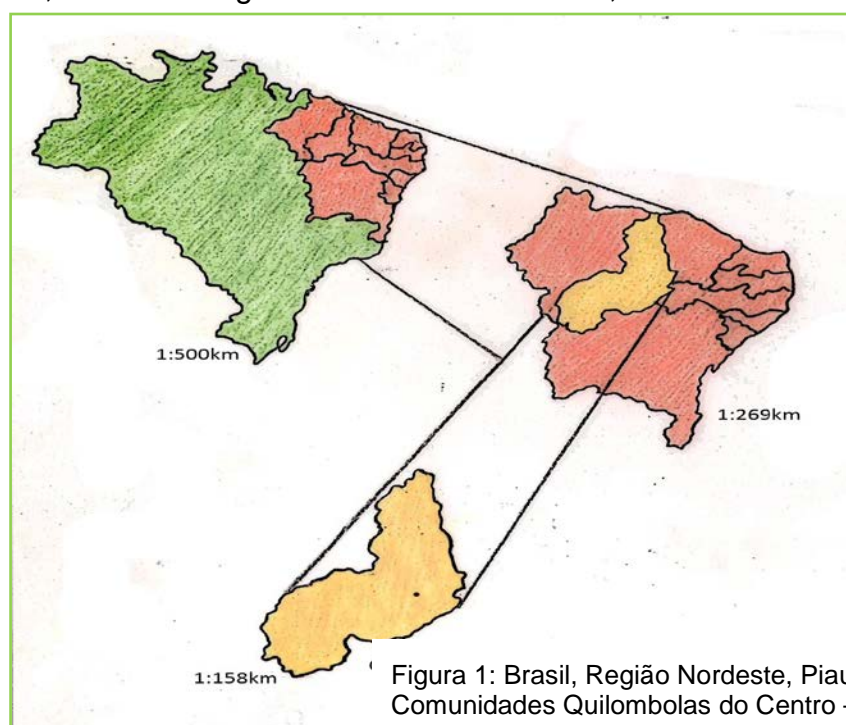 1:500km
1:269km
1:158km
Figura 1: Brasil, Região Nordeste,
Comunidades Quilombolas do Centro -